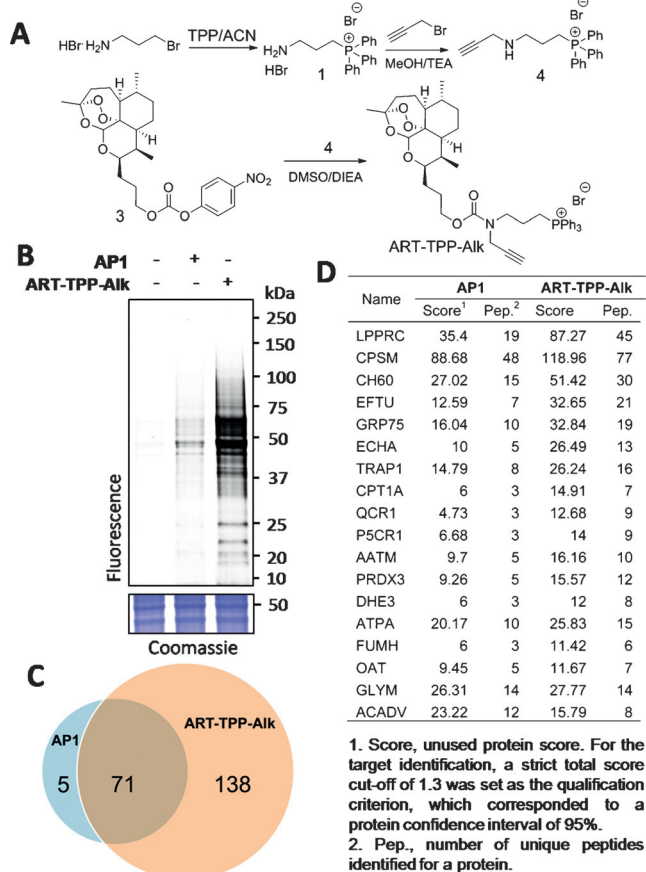 A
HBr·H₂N Br
TPP/ACN
H₂N
HBr
Br ⊖
P⊕ Ph
Ph
Ph
1
Br
MeOH/TEA
N
H
Br ⊖
P⊕ Ph
Ph
Ph
4
H
O
O
O
O
H
O O
O
NO₂
3
4
DMSO/DIEA
H
O
O
O
O
H
O N
O
Br ⊖
PPh₃ ⊕
ART-TPP-Alk
B
AP1 - + -
ART-TPP-Alk - - +
kDa
250
150
100
75
50
37
25
20
10
Fluorescence
50
Coomassie
C
AP1
ART-TPP-Alk
5 71 138
D
Name AP1 ART-TPP-Alk
Score¹ Pep.² Score Pep.
LPPRC 35.4 19 87.27 45
CPSM 88.68 48 118.96 77
CH60 27.02 15 51.42 30
EFTU 12.59 7 32.65 21
GRP75 16.04 10 32.84 19
ECHA 10 5 26.49 13
TRAP1 14.79 8 26.24 16
CPT1A 6 3 14.91 7
QCR1 4.73 3 12.68 9
P5CR1 6.68 3 14 9
AATM 9.7 5 16.16 10
PRDX3 9.26 5 15.57 12
DHE3 6 3 12 8
ATPA 20.17 10 25.83 15
FUMH 6 3 11.42 6
OAT 9.45 5 11.67 7
GLYM 26.31 14 27.77 14
ACADV 23.22 12 15.79 8
1. Score, unused protein score. For the
target identification, a strict total score
cut-off of 1.3 was set as the qualification
criterion, which corresponded to a
protein confidence interval of 95%.
2. Pep., number of unique peptides
identified for a protein.